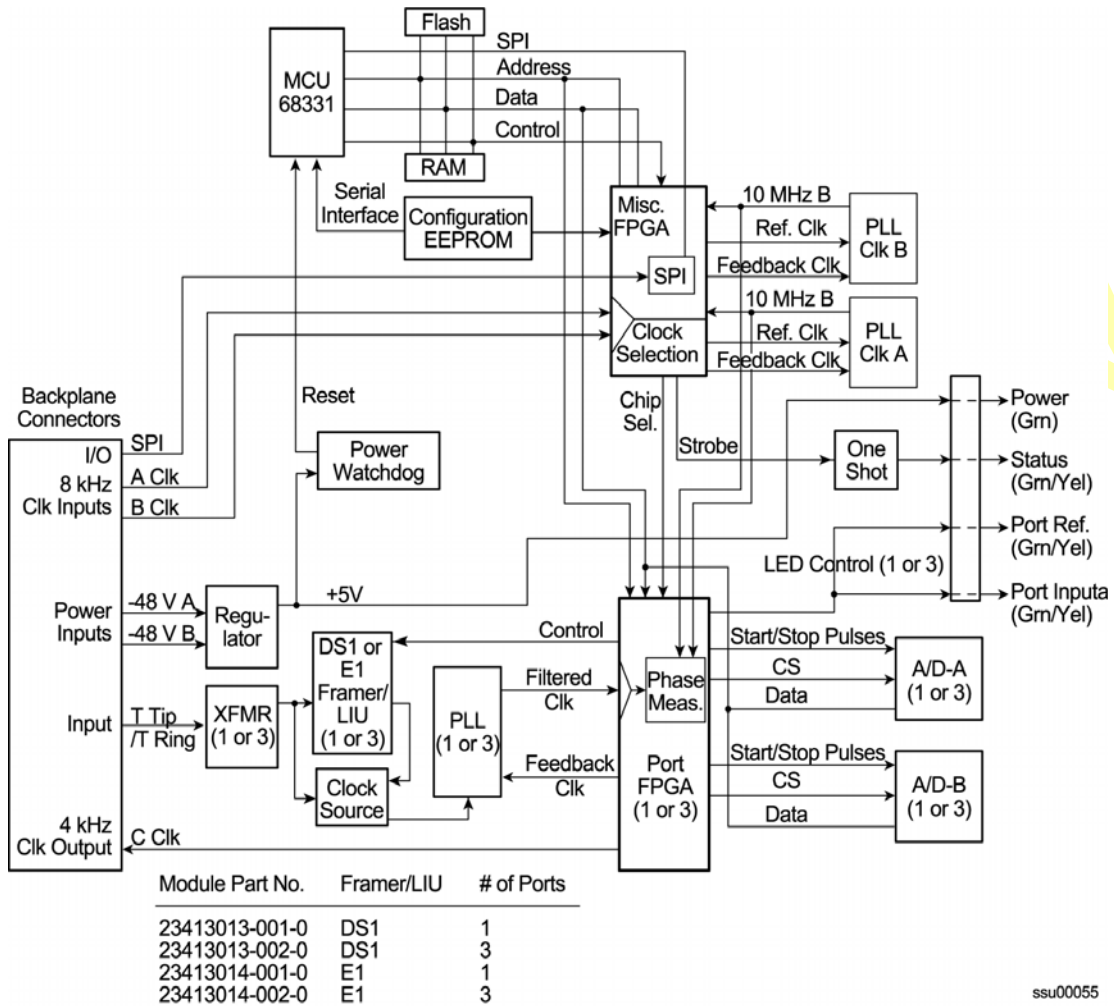 Flash
SPI
MCU
68331
Address
Data
Control
RAM
Serial
Interface
Configuration
EEPROM
Misc.
FPGA
SPI
Clock
Selection
10 MHz B
Ref. Clk
Feedback Clk
PLL
Clk B
10 MHz B
Ref. Clk
Feedback Clk
PLL
Clk A
Backplane
Connectors
Reset
Chip
Sel.
Strobe
One
Shot
Power
(Grn)
Status
(Grn/Yel)
Port Ref.
(Grn/Yel)
Port Inputa
(Grn/Yel)
LED Control (1 or 3)
I/O
SPI
8 kHz
Clk Inputs
A Clk
B Clk
Power
Watchdog
Power
Inputs
-48 V A
-48 V B
Regu-
lator
+5V
DS1 or
E1
Framer/
LIU
(1 or 3)
Control
Input
T Tip
/T Ring
XFMR
(1 or 3)
PLL
(1 or 3)
Filtered
Clk
Feedback
Clk
Clock
Source
Phase
Meas.
Port
FPGA
(1 or 3)
Start/Stop Pulses
CS
Data
A/D-A
(1 or 3)
Start/Stop Pulses
CS
Data
A/D-B
(1 or 3)
4 kHz
Clk Output
C Clk
Module Part No. Framer/LIU # of Ports
23413013-001-0 DS1 1
23413013-002-0 DS1 3
23413014-001-0 E1 1
23413014-002-0 E1 3
ssu00055